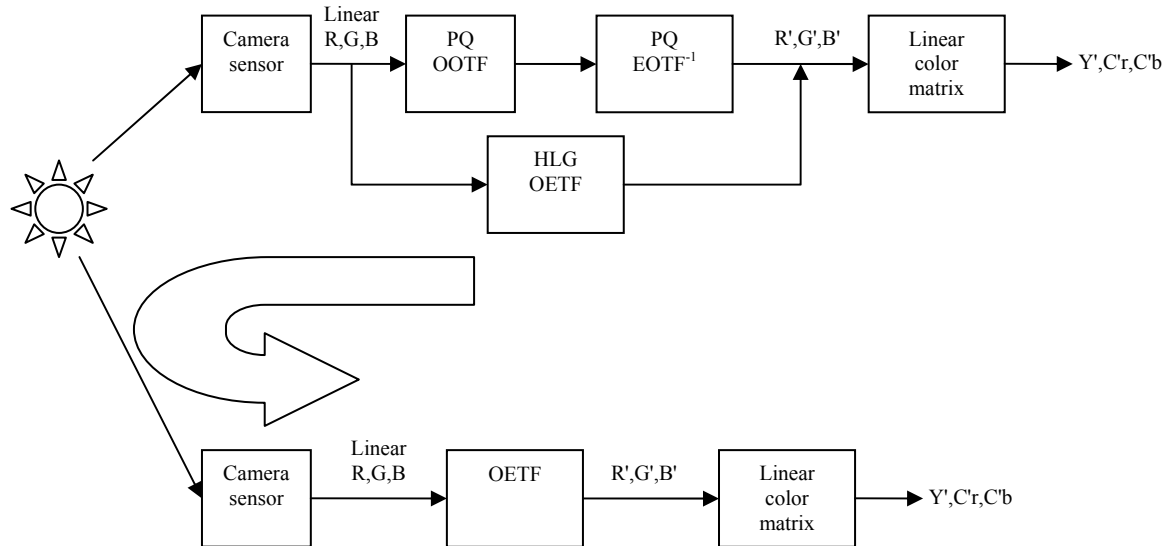 Camera
sensor
Linear
R,G,B
PQ
OOTF
PQ
EOTF⁻¹
R',G',B'
Linear
color
matrix
Y',C'r,C'b
HLG
OETF
Camera
sensor
Linear
R,G,B
OETF
R',G',B'
Linear
color
matrix
Y',C'r,C'b